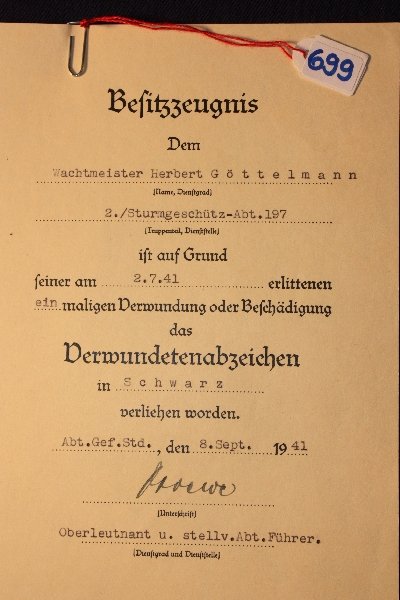 699
Besitzzeugnis
Dem
Wachtmeister Herbert Göttelmann
(Name, Dienstgrad)
2./Sturmgeschütz-Abt.197
(Truppenteil, Dienststelle)
ist auf Grund
seiner am 2.7.41 erlittenen
ein maligen Verwundung oder Beschädigung
das
Verwundetenabzeichen
in Schwarz
verliehen worden.
Abt.Gef.Std., den 8.Sept. 1941
(Unterschrift)
Oberleutnant u. stellv.Abt.Führer.
(Dienstgrad und Dienststelle)